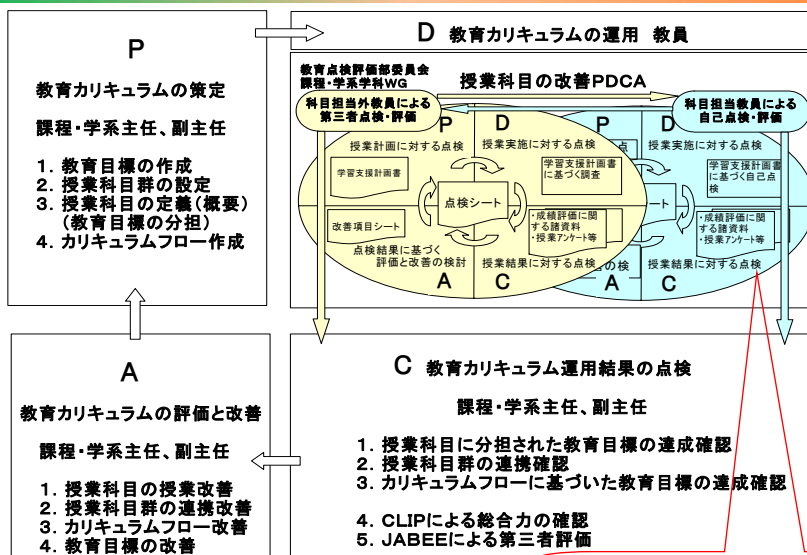 P
教育カリキュラムの策定
課程・学系主任、副主任
1. 教育目標の作成
2. 授業科目群の設定
3. 授業科目の定義(概要)
(教育目標の分担)
4. カリキュラムフロー作成
D 教育カリキュラムの運用 教員
教育点検評価部委員会
課程・学系学科WG
授業科目の改善PDCA
科目担当外教員による
第三者点検・評価
科目担当教員による
自己点検・評価
P
D
授業計画に対する点検
授業実施に対する点検
学習支援計画書
学習支援計画書
に基づく調査
点検シート
改善項目シート
・成績評価に関
する諸資料
・授業アンケート等
点検結果に基づく
評価と改善の検討
授業結果に対する点検
A
C
P
D
点
授業実施に対する点検
学習支援計画書
に基づく自己点
検
シート
・成績評価に関
する諸資料
・授業アンケート等
の検
授業結果に対する点検
A
C
A
教育カリキュラムの評価と改善
課程・学系主任、副主任
1. 授業科目の授業改善
2. 授業科目群の連携改善
3. カリキュラムフロー改善
4. 教育目標の改善
C 教育カリキュラム運用結果の点検
課程・学系主任、副主任
1. 授業科目に分担された教育目標の達成確認
2. 授業科目群の連携確認
3. カリキュラムフローに基づいた教育目標の達成確認
4. CLIPによる総合力の確認
5. JABEEによる第三者評価